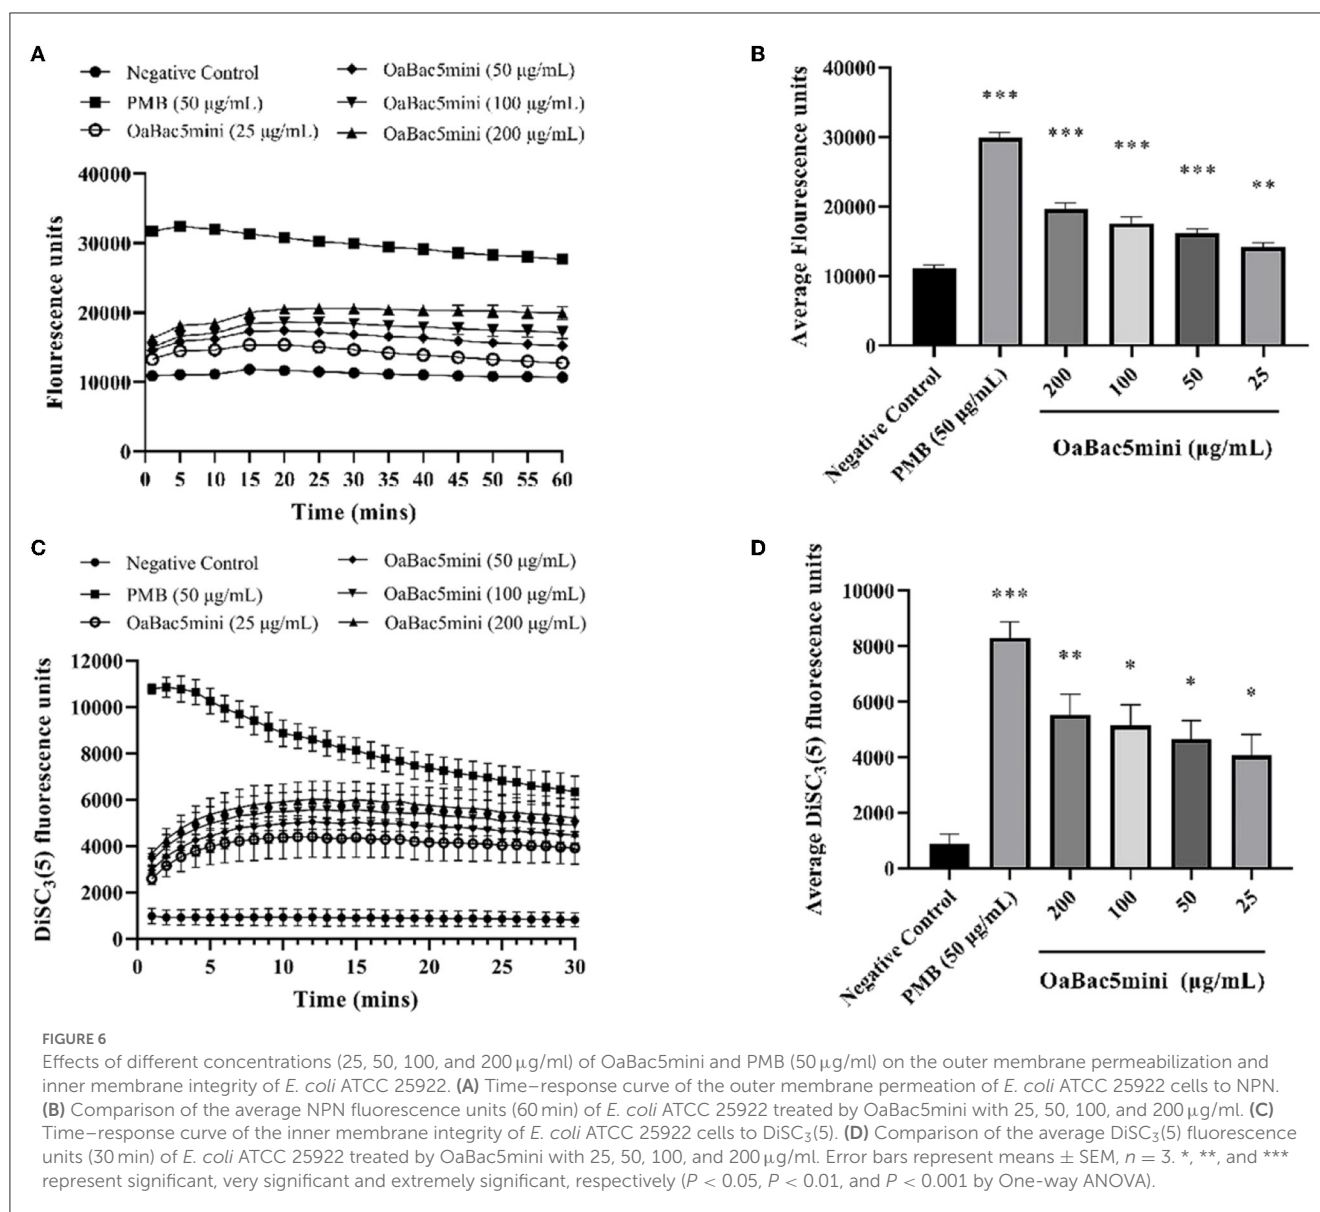 A
Negative Control
PMB (50 µg/mL)
OaBac5mini (25 µg/mL)
OaBac5mini (50 µg/mL)
OaBac5mini (100 µg/mL)
OaBac5mini (200 µg/mL)
Flourescence units
40000
30000
20000
10000
0
0 5 10 15 20 25 30 35 40 45 50 55 60
Time (mins)
B
Average Flourescence units
40000
30000
20000
10000
0
*** *** *** *** **
Negative Control
PMB (50 µg/mL)
200 100 50 25
OaBac5mini (µg/mL)
C
Negative Control
PMB (50 µg/mL)
OaBac5mini (25 µg/mL)
OaBac5mini (50 µg/mL)
OaBac5mini (100 µg/mL)
OaBac5mini (200 µg/mL)
DiSC3(5) fluorescence units
12000
10000
8000
6000
4000
2000
0
0 5 10 15 20 25 30
Time (mins)
D
Average DiSC3(5) fluorescence units
10000
8000
6000
4000
2000
0
*** ** * * *
Negative Control
PMB (50 µg/mL)
200 100 50 25
OaBac5mini (µg/mL)
FIGURE 6
Effects of different concentrations (25, 50, 100, and 200 µg/ml) of OaBac5mini and PMB (50 µg/ml) on the outer membrane permeabilization and
inner membrane integrity of E. coli ATCC 25922. (A) Time–response curve of the outer membrane permeation of E. coli ATCC 25922 cells to NPN.
(B) Comparison of the average NPN fluorescence units (60 min) of E. coli ATCC 25922 treated by OaBac5mini with 25, 50, 100, and 200 µg/ml. (C)
Time–response curve of the inner membrane integrity of E. coli ATCC 25922 cells to DiSC3(5). (D) Comparison of the average DiSC3(5) fluorescence
units (30 min) of E. coli ATCC 25922 treated by OaBac5mini with 25, 50, 100, and 200 µg/ml. Error bars represent means ± SEM, n = 3. *, **, and ***
represent significant, very significant and extremely significant, respectively (P < 0.05, P < 0.01, and P < 0.001 by One-way ANOVA).